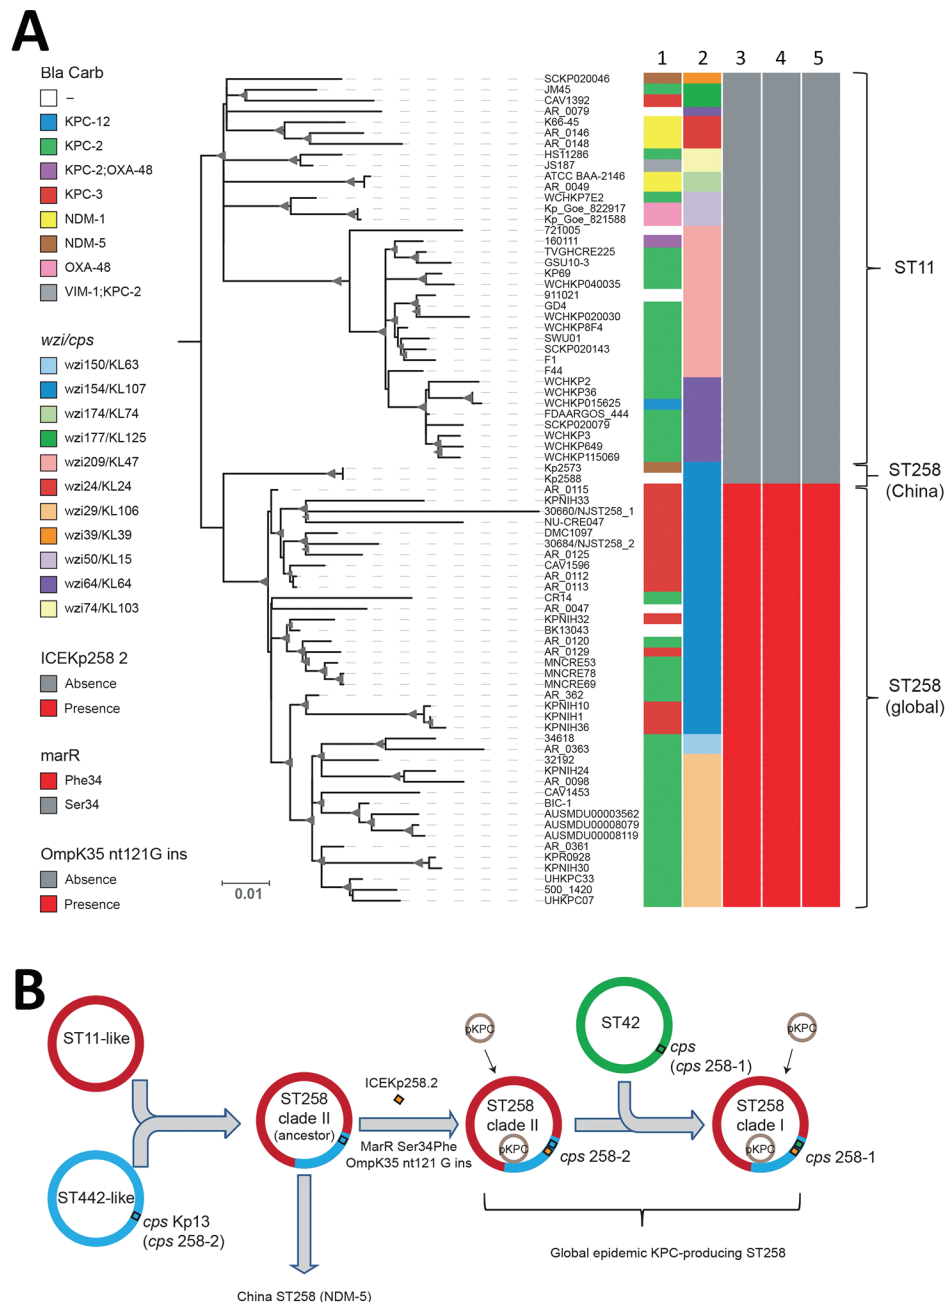 A
1 2 3 4 5
Bla Carb
–
KPC-12
KPC-2
KPC-2;OXA-48
KPC-3
NDM-1
NDM-5
OXA-48
VIM-1;KPC-2
wzi/cps
wzi150/KL63
wzi154/KL107
wzi174/KL74
wzi177/KL125
wzi209/KL47
wzi24/KL24
wzi29/KL106
wzi39/KL39
wzi50/KL15
wzi64/KL64
wzi74/KL103
ICEKp258 2
Absence
Presence
marR
Phe34
Ser34
OmpK35 nt121G ins
Absence
Presence
0.01
SCKP020046
JM45
CAV1392
AR_0079
K66-45
AR_0146
AR_0148
HS11286
JS187
ATCC BAA-2146
AR_0049
WCHKP7E2
Kp_Goe_822917
Kp_Goe_821588
721005
160111
TVGHCRE225
GSU10-3
KP69
WCHKP040035
911021
GD4
WCHKP020030
WCHKP8F4
SWU01
SCKP020143
F1
F44
WCHKP2
WCHKP36
WCHKP015625
FDAARGOS_444
SCKP020079
WCHKP3
WCHKP649
WCHKP115069
Kp2573
Kp2588
AR_0115
KPNIH33
30660/NJST258_1
NU-CRE047
DMC1097
30684/NJST258_2
AR_0125
CAV1596
AR_0112
AR_0113
CR14
AR_0047
KPNIH32
BK13043
AR_0120
AR_0129
MNCRE53
MNCRE78
MNCRE69
AR_362
KPNIH10
KPNIH1
KPNIH36
34618
AR_0363
32192
KPNIH24
AR_0098
CAV1453
BIC-1
AUSMDU00003562
AUSMDU00008079
AUSMDU00008119
AR_0361
KPR0928
KPNIH30
UHKPC33
500_1420
UHKPC07
ST11
ST258
(China)
ST258
(global)
B
ST11-like
ST442-like
cps Kp13
(cps 258-2)
ST258
clade II
(ancestor)
China ST258 (NDM-5)
ICEKp258.2
MarR Ser34Phe
OmpK35 nt121 G ins
pKPC
ST258
clade II
pKPC
cps 258-2
ST42
cps
(cps 258-1)
pKPC
ST258
clade I
pKPC
cps 258-1
Global epidemic KPC-producing ST258